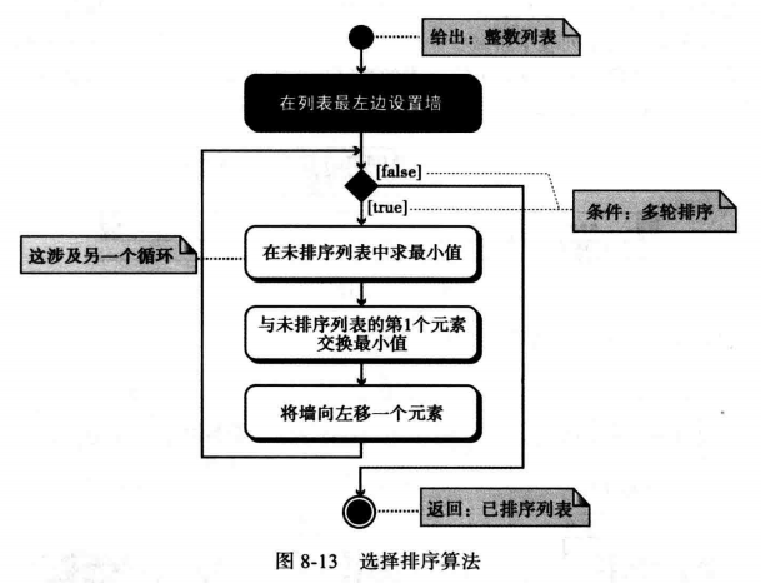 给出：整数列表
在列表最左边设置墙
[false]
[true]
条件：多轮排序
这涉及另一个循环
在未排序列表中求最小值
与未排序列表的第1个元素
交换最小值
将墙向左移一个元素
返回：已排序列表
图 8-13 选择排序算法